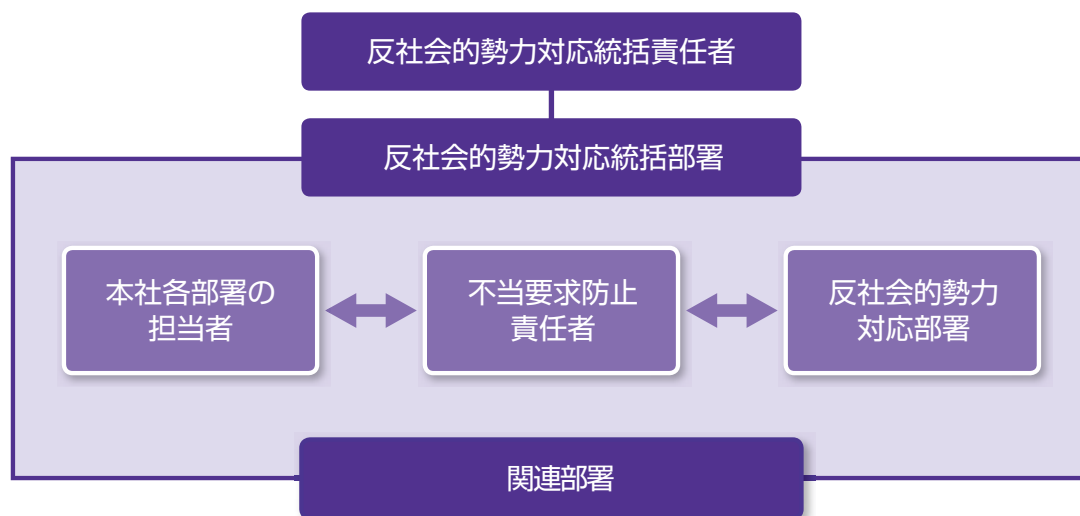 反社会的勢力対応統括責任者
反社会的勢力対応統括部署
本社各部署の
担当者
不当要求防止
責任者
反社会的勢力
対応部署
関連部署